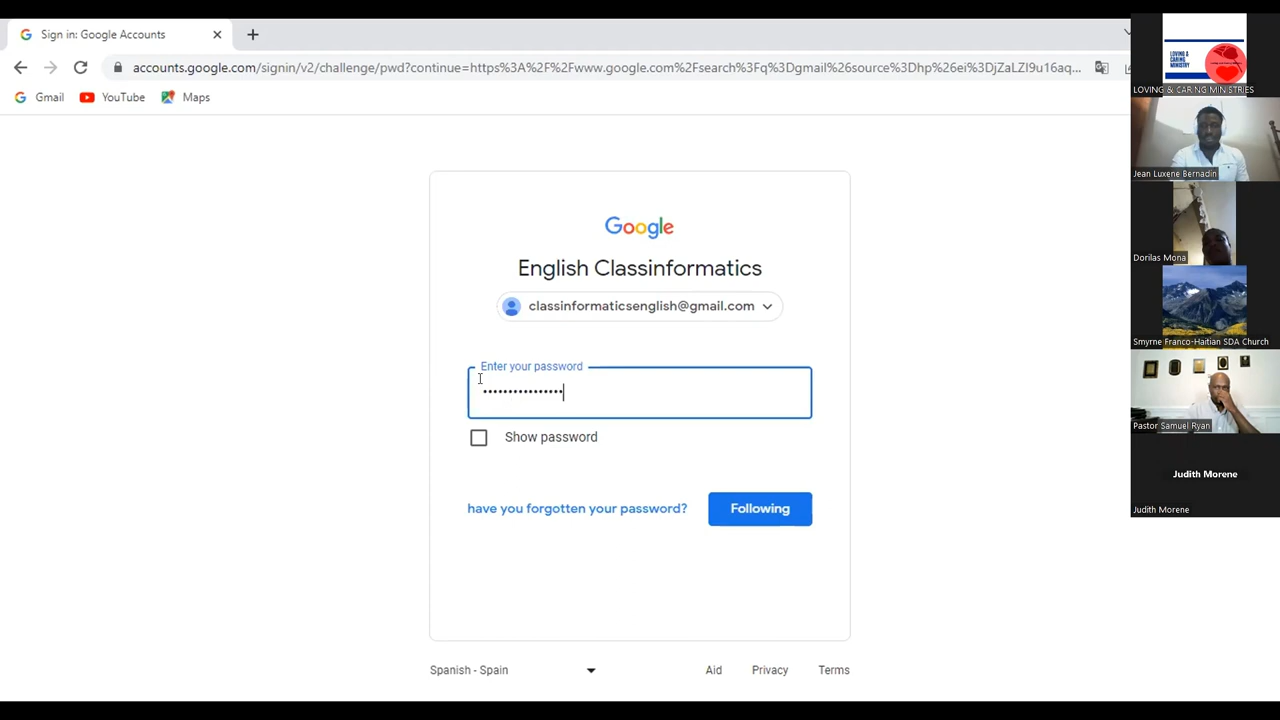 Sign in: Google Accounts
accounts.google.com/signin/v2/challenge/pwd?continue=https%3A%2F%2Fwww.google.com%2Fsearch%3Fq%3Dgmail%26source%3Dhp%26ei%3DjZaLZI9u16aq...
Gmail
YouTube
Maps
Google
English Classinformatics
classinformaticsenglish@gmail.com
Enter your password
••••••••••••••••
Show password
have you forgotten your password?
Following
Spanish - Spain
Aid
Privacy
Terms
LOVING &
CARING
MINISTRY
LOVING & CARING MINISTRIES
Jean Luxene Bernadin
Dorilas Mona
Smyrne Franco-Haitian SDA Church
Pastor Samuel Ryan
Judith Morene
Judith Morene